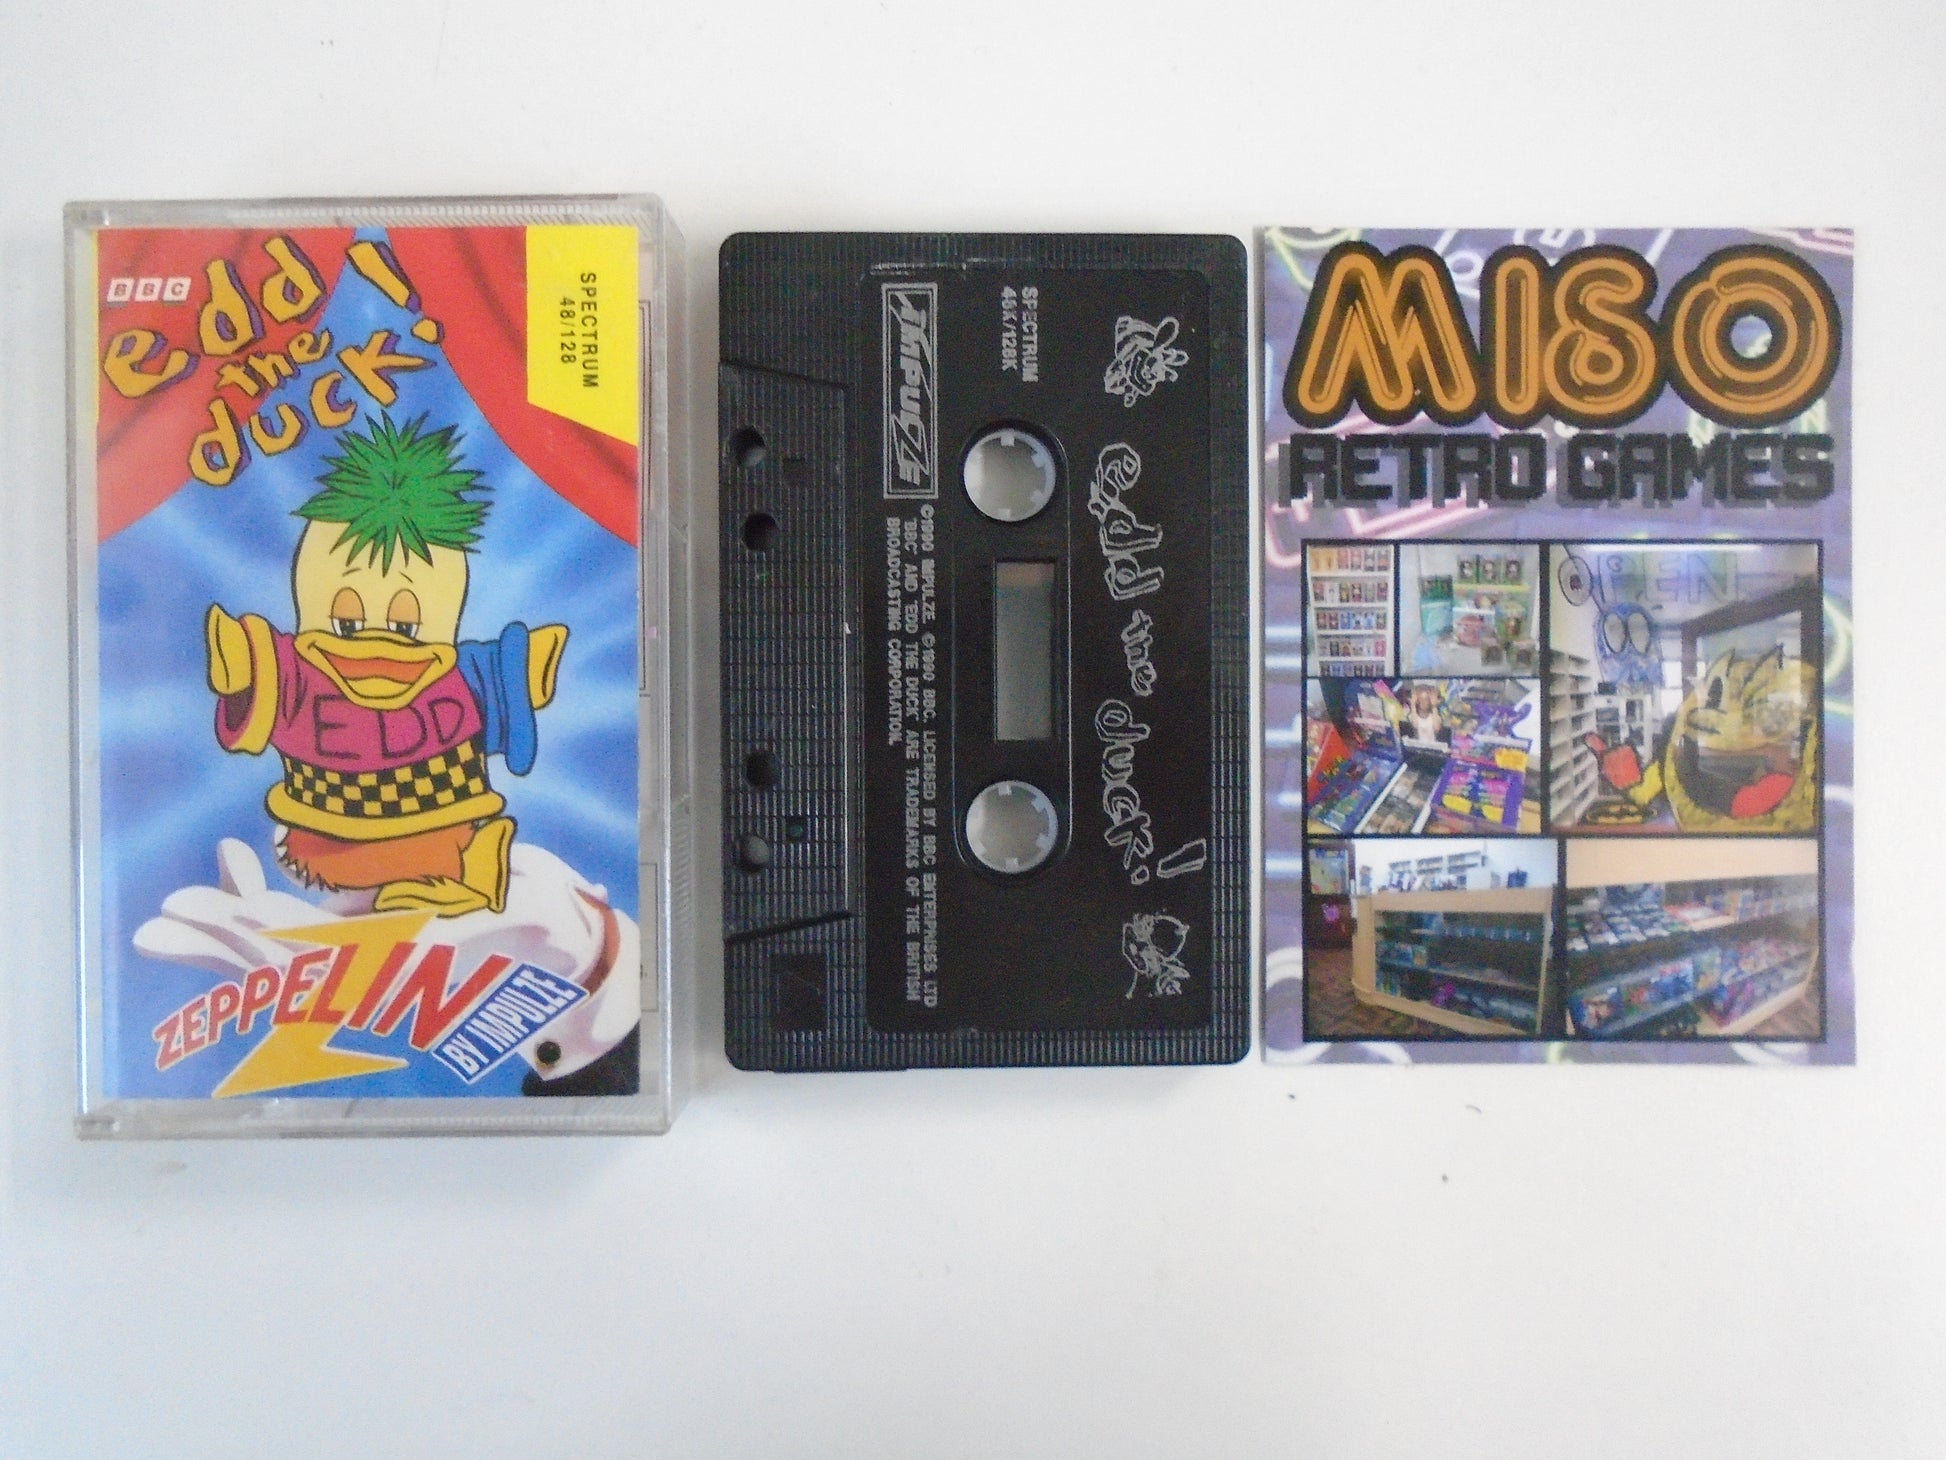 BBC
edd
the
duck!
SPECTRUM
48/128
EDD
ZEPPELIN
BY IMPULZE
SPECTRUM
48K/128K
edd the duck!
IMPULZE
©1990 IMPULZE. ©1990 BBC. LICENSED BY BBC ENTERPRISES LTD
'BBC' AND 'EDD THE DUCK' ARE TRADEMARKS OF THE BRITISH
BROADCASTING CORPORATION.
MISO
RETRO GAMES
OPEN